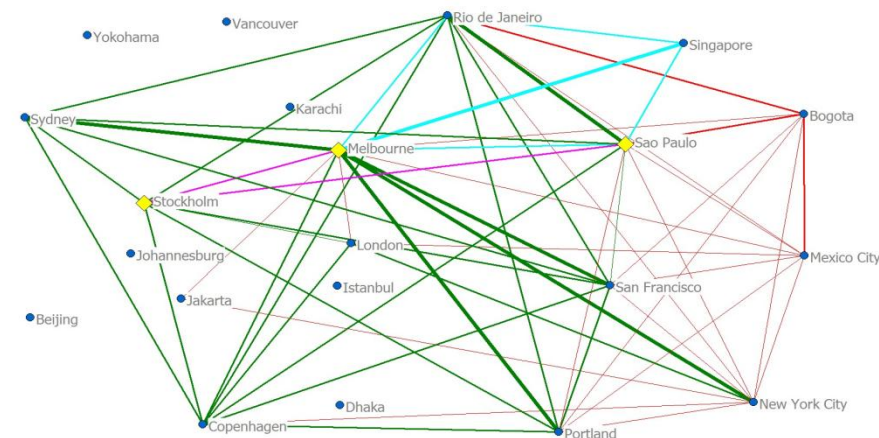 Rio de Janeiro
Vancouver
Yokohama
Singapore
Karachi
Bogota
Sydney
Sao Paulo
Melbourne
Stockholm
London
Johannesburg
Mexico City
Istanbul
San Francisco
Jakarta
Beijing
New York City
Dhaka
Copenhagen
Portland